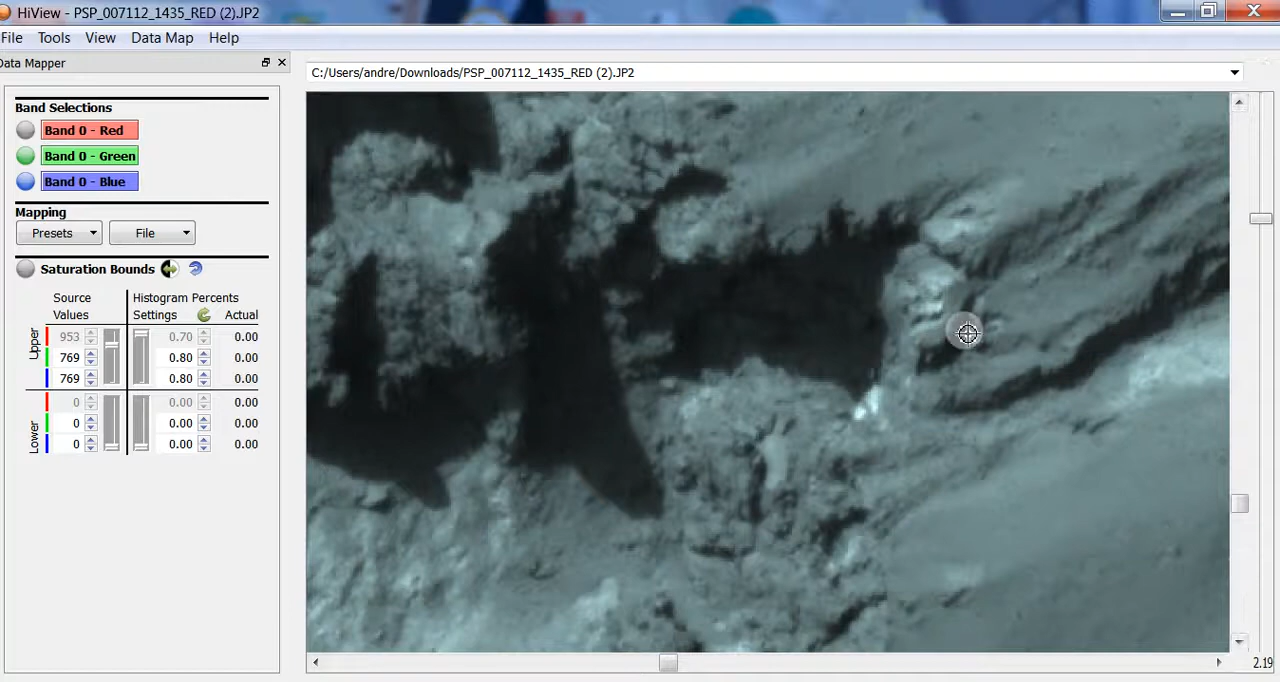 HiView - PSP_007112_1435_RED (2).JP2
File Tools View Data Map Help
Data Mapper
C:/Users/andre/Downloads/PSP_007112_1435_RED (2).JP2
Band Selections
Band 0 - Red
Band 0 - Green
Band 0 - Blue
Mapping
Presets File
Saturation Bounds
Source Histogram Percents
Values Settings Actual
Upper
953 0.70 0.00
769 0.80 0.00
769 0.80 0.00
Lower
0 0.00 0.00
0 0.00 0.00
0 0.00 0.00
2.19